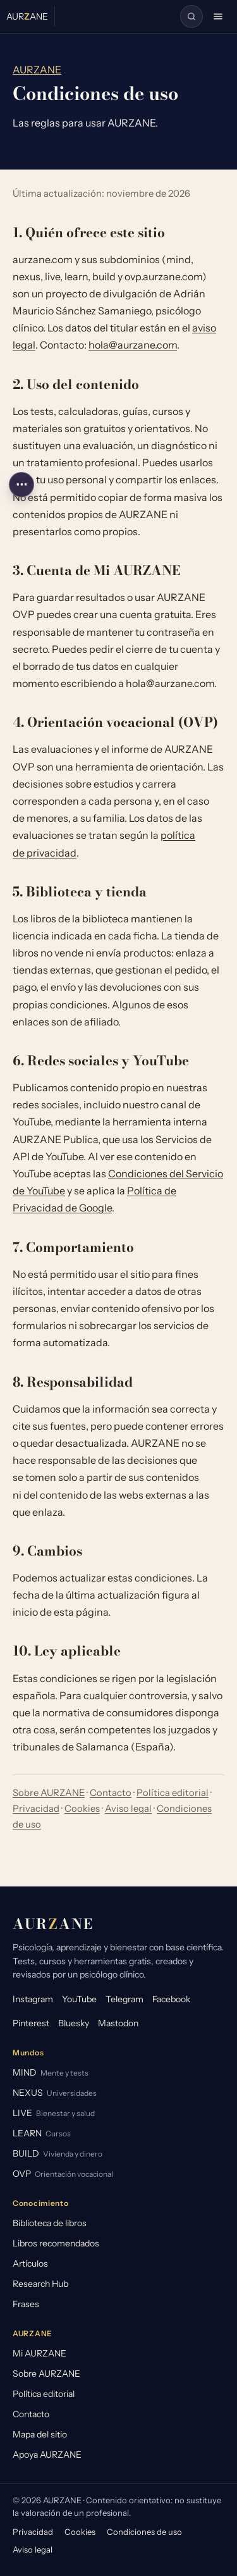 AURZANE
AURZANE
Condiciones de uso
Las reglas para usar AURZANE.
Última actualización: noviembre de 2026
1. Quién ofrece este sitio
aurzane.com y sus subdominios (mind,
nexus, live, learn, build y ovp.aurzane.com)
son un proyecto de divulgación de Adrián
Mauricio Sánchez Samaniego, psicólogo
clínico. Los datos del titular están en el aviso
legal. Contacto: hola@aurzane.com.
2. Uso del contenido
Los tests, calculadoras, guías, cursos y
materiales son gratuitos y orientativos. No
sustituyen una evaluación, un diagnóstico ni
un tratamiento profesional. Puedes usarlos
tu uso personal y compartir los enlaces.
No está permitido copiar de forma masiva los
contenidos propios de AURZANE ni
presentarlos como propios.
3. Cuenta de Mi AURZANE
Para guardar resultados o usar AURZANE
OVP puedes crear una cuenta gratuita. Eres
responsable de mantener tu contraseña en
secreto. Puedes pedir el cierre de tu cuenta y
el borrado de tus datos en cualquier
momento escribiendo a hola@aurzane.com.
4. Orientación vocacional (OVP)
Las evaluaciones y el informe de AURZANE
OVP son una herramienta de orientación. Las
decisiones sobre estudios y carrera
corresponden a cada persona y, en el caso
de menores, a su familia. Los datos de las
evaluaciones se tratan según la política
de privacidad.
5. Biblioteca y tienda
Los libros de la biblioteca mantienen la
licencia indicada en cada ficha. La tienda de
libros no vende ni envía productos: enlaza a
tiendas externas, que gestionan el pedido, el
pago, el envío y las devoluciones con sus
propias condiciones. Algunos de esos
enlaces son de afiliado.
6. Redes sociales y YouTube
Publicamos contenido propio en nuestras
redes sociales, incluido nuestro canal de
YouTube, mediante la herramienta interna
AURZANE Publica, que usa los Servicios de
API de YouTube. Al ver ese contenido en
YouTube aceptas las Condiciones del Servicio
de YouTube y se aplica la Política de
Privacidad de Google.
7. Comportamiento
No está permitido usar el sitio para fines
ilícitos, intentar acceder a datos de otras
personas, enviar contenido ofensivo por los
formularios ni sobrecargar los servicios de
forma automatizada.
8. Responsabilidad
Cuidamos que la información sea correcta y
cite sus fuentes, pero puede contener errores
o quedar desactualizada. AURZANE no se
hace responsable de las decisiones que
se tomen solo a partir de sus contenidos
ni del contenido de las webs externas a las
que enlaza.
9. Cambios
Podemos actualizar estas condiciones. La
fecha de la última actualización figura al
inicio de esta página.
10. Ley aplicable
Estas condiciones se rigen por la legislación
española. Para cualquier controversia, y salvo
que la normativa de consumidores disponga
otra cosa, serán competentes los juzgados y
tribunales de Salamanca (España).
Sobre AURZANE · Contacto · Política editorial ·
Privacidad · Cookies · Aviso legal · Condiciones
de uso
AURZANE
Psicología, aprendizaje y bienestar con base científica.
Tests, cursos y herramientas gratis, creados y
revisados por un psicólogo clínico.
Instagram YouTube Telegram Facebook
Pinterest Bluesky Mastodon
Mundos
MIND Mente y tests
NEXUS Universidades
LIVE Bienestar y salud
LEARN Cursos
BUILD Vivienda y dinero
OVP Orientación vocacional
Conocimiento
Biblioteca de libros
Libros recomendados
Artículos
Research Hub
Frases
AURZANE
Mi AURZANE
Sobre AURZANE
Política editorial
Contacto
Mapa del sitio
Apoya AURZANE
© 2026 AURZANE · Contenido orientativo: no sustituye
la valoración de un profesional.
Privacidad Cookies Condiciones de uso
Aviso legal